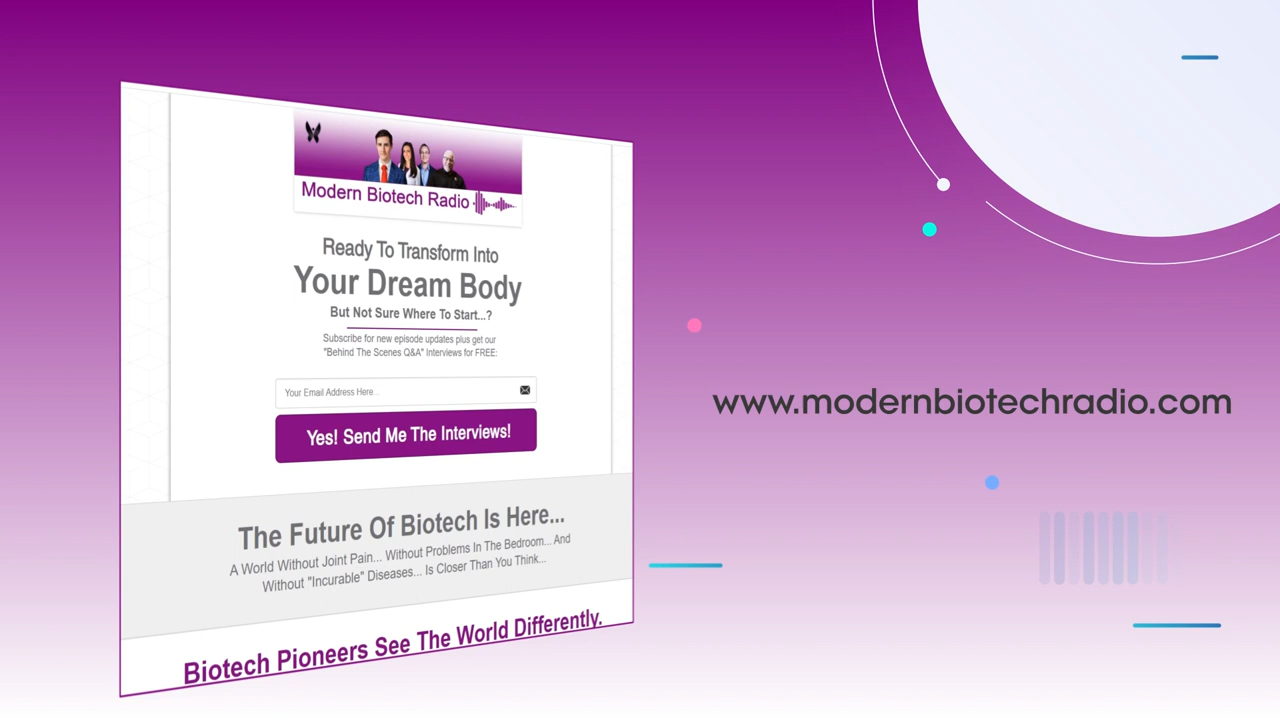 Modern Biotech Radio
Ready To Transform Into
Your Dream Body
But Not Sure Where To Start...?
Subscribe for new episode updates plus get our
"Behind The Scenes Q&A" Interviews for FREE:
Your Email Address Here...
Yes! Send Me The Interviews!
The Future Of Biotech Is Here...
A World Without Joint Pain... Without Problems In The Bedroom... And
Without "Incurable" Diseases... Is Closer Than You Think...
Biotech Pioneers See The World Differently.
www.modernbiotechradio.com